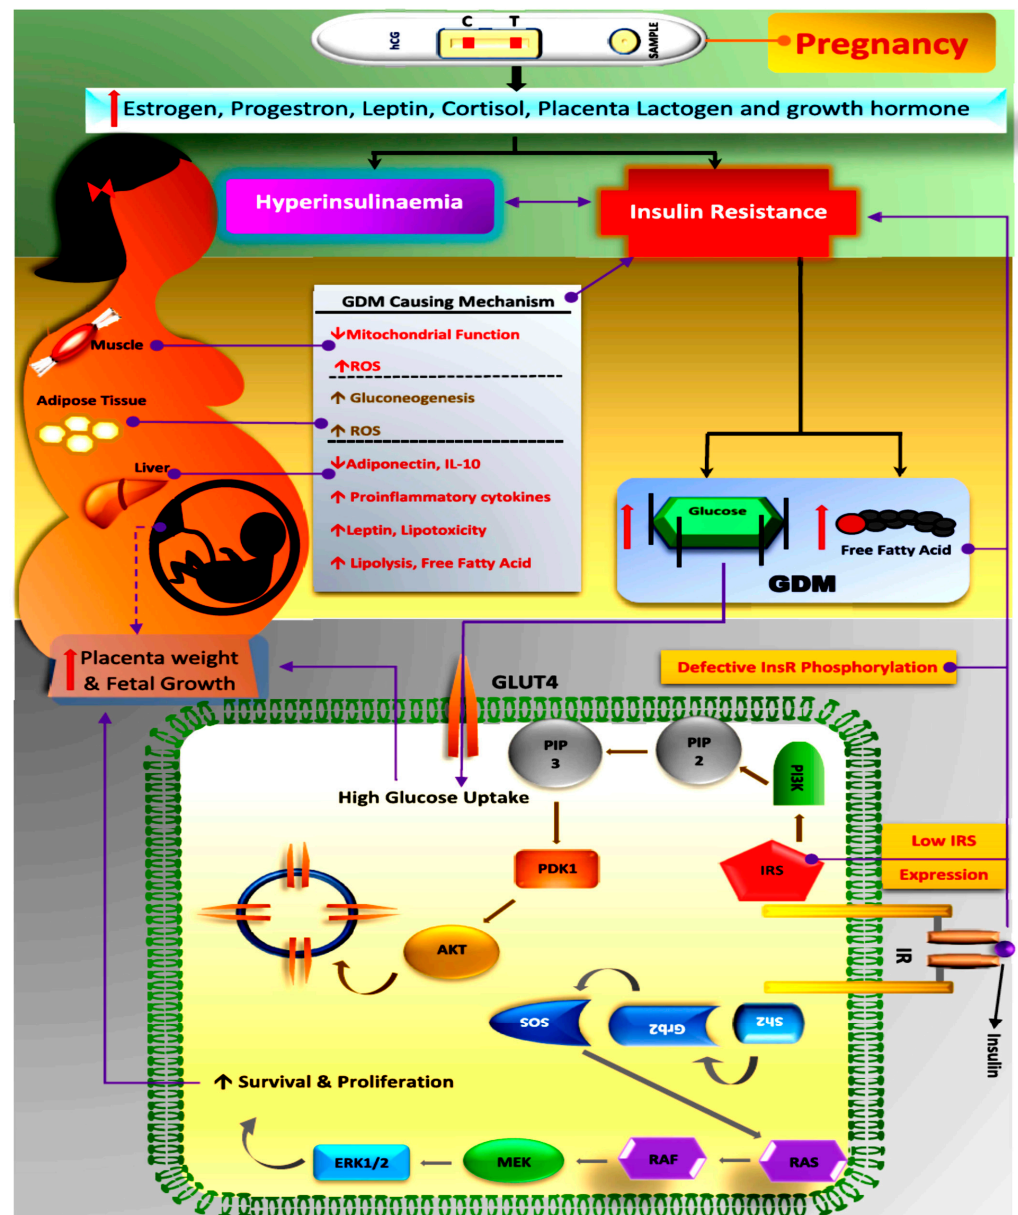 C T
hCG
SAMPLE
Pregnancy
Estrogen, Progestron, Leptin, Cortisol, Placenta Lactogen and growth hormone
Hyperinsulinaemia
Insulin Resistance
GDM Causing Mechanism
Mitochondrial Function
ROS
Gluconeogenesis
ROS
Adiponectin, IL-10
Proinflammatory cytokines
Leptin, Lipotoxicity
Lipolysis, Free Fatty Acid
Muscle
Adipose Tissue
Liver
Glucose
Free Fatty Acid
GDM
Placenta weight
& Fetal Growth
Defective InsR Phosphorylation
GLUT4
PIP
3
PIP
2
PI3K
High Glucose Uptake
PDK1
IRS
Low IRS
Expression
AKT
IR
SOS
Grb2
Sh2
Insulin
Survival & Proliferation
ERK1/2
MEK
RAF
RAS